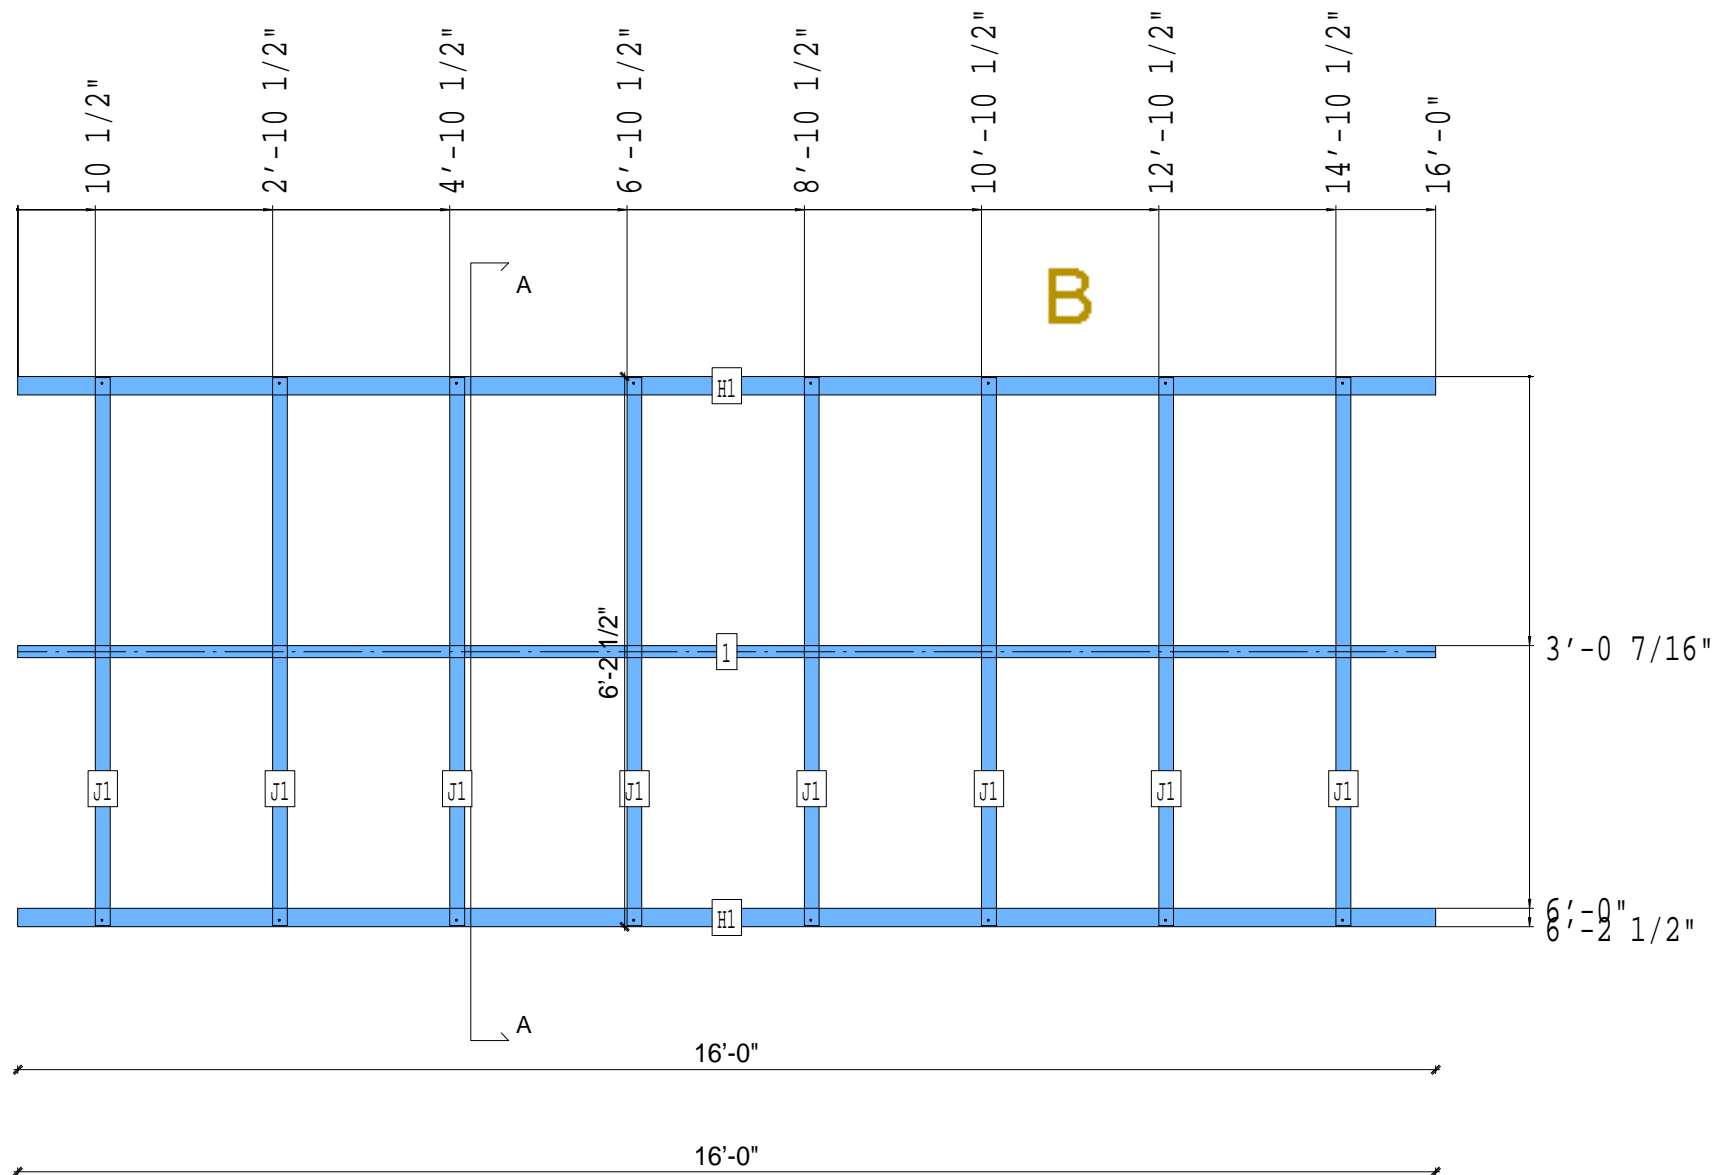 10 1/2"
2'-10 1/2"
4'-10 1/2"
6'-10 1/2"
8'-10 1/2"
10'-10 1/2"
12'-10 1/2"
14'-10 1/2"
16'-0"
A
B
H1
6'-2 1/2"
1
3'-0 7/16"
J1
J1
J1
J1
J1
J1
J1
J1
H1
6'-0"
6'-2 1/2"
A
16'-0"
16'-0"